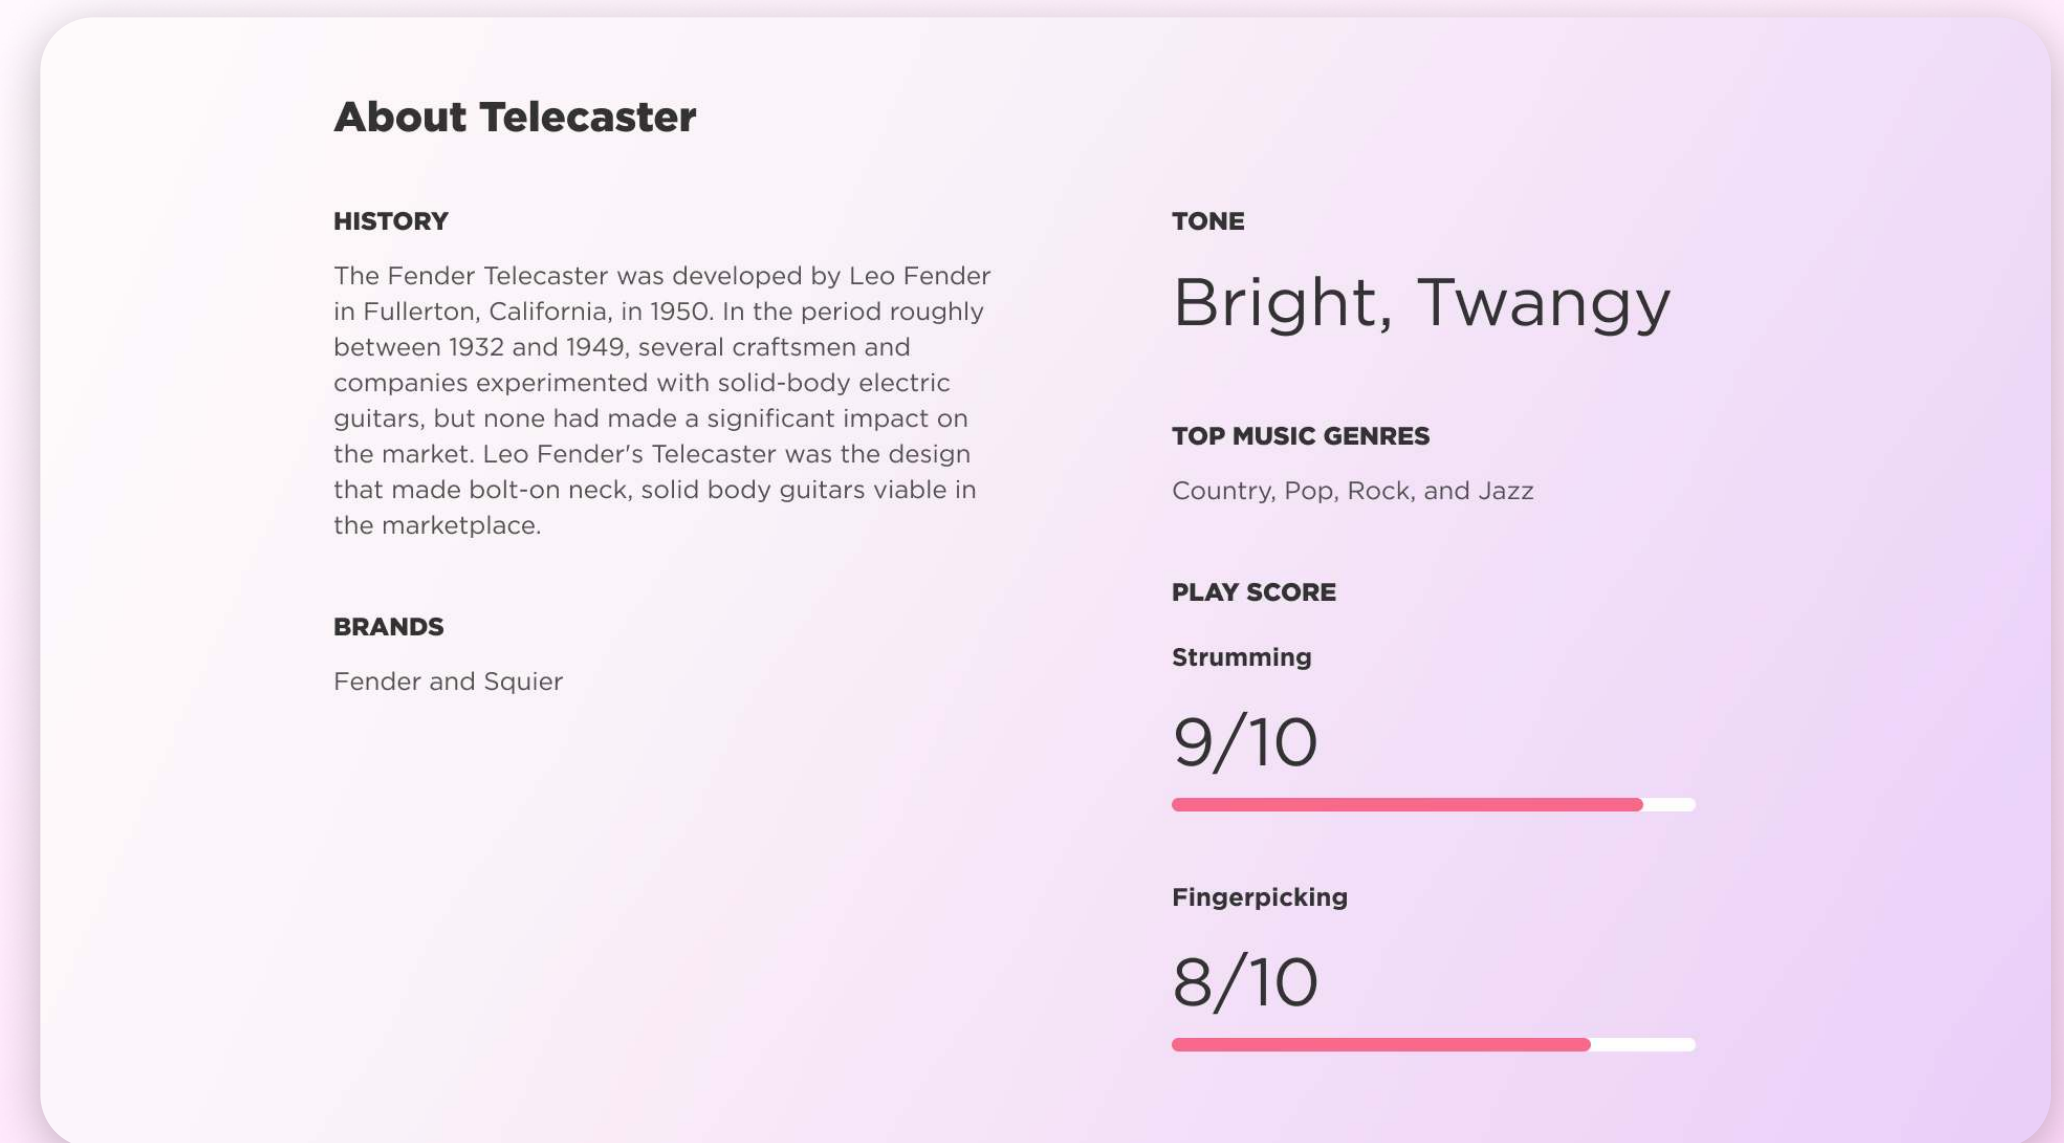 About Telecaster
HISTORY
The Fender Telecaster was developed by Leo Fender
in Fullerton, California, in 1950. In the period roughly
between 1932 and 1949, several craftsmen and
companies experimented with solid-body electric
guitars, but none had made a significant impact on
the market. Leo Fender's Telecaster was the design
that made bolt-on neck, solid body guitars viable in
the marketplace.
BRANDS
Fender and Squier
TONE
Bright, Twangy
TOP MUSIC GENRES
Country, Pop, Rock, and Jazz
PLAY SCORE
Strumming
9/10
Fingerpicking
8/10